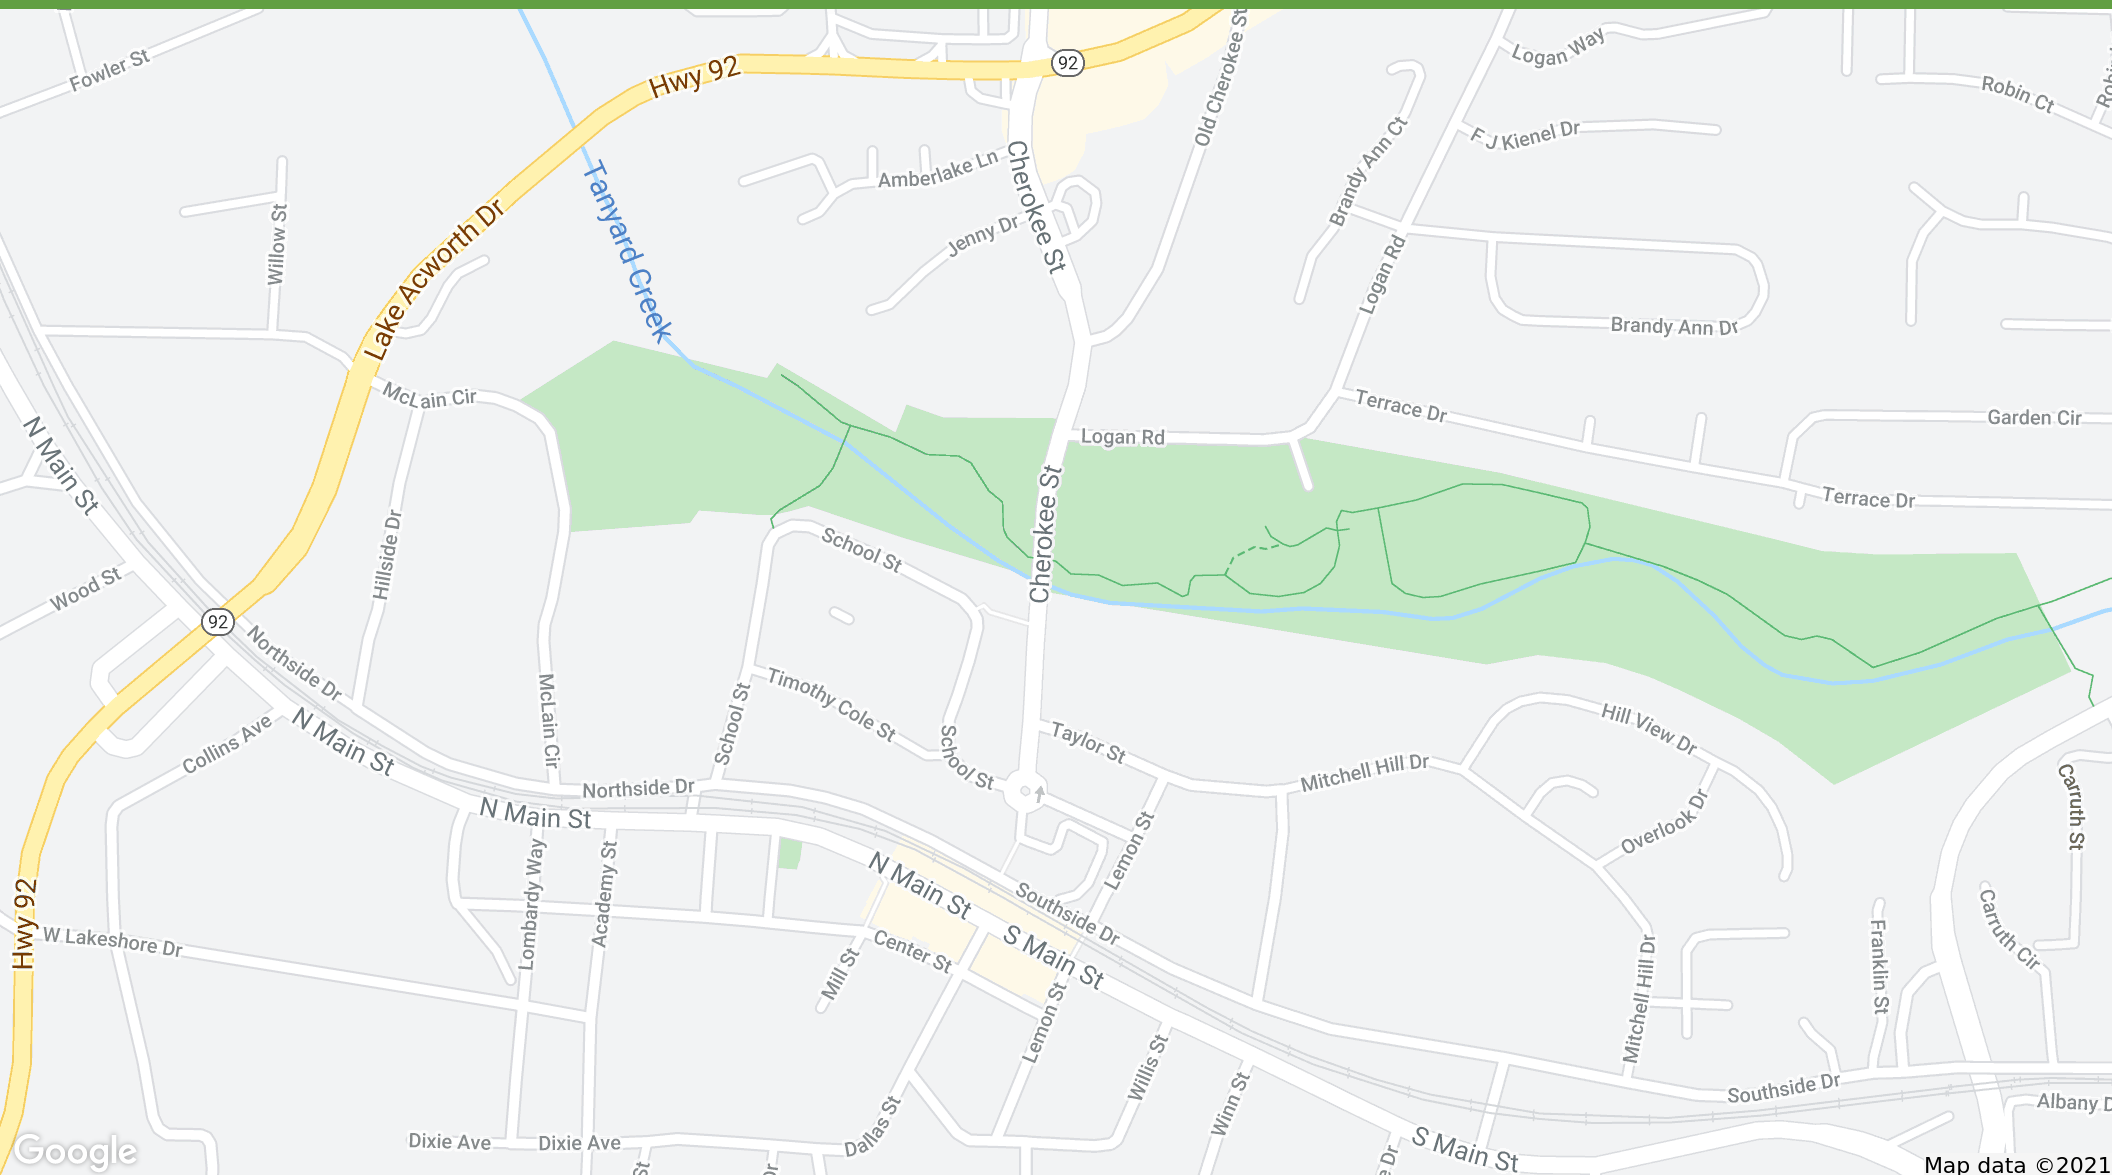 Fowler St
Hwy 92
92
Logan Way
Robin Ct
Old Cherokee St
F J Kienel Dr
Brandy Ann Ct
Amberlake Ln
Cherokee St
Tanyard Creek
Willow St
Lake Acworth Dr
Jenny Dr
Logan Rd
Brandy Ann Dr
McLain Cir
Terrace Dr
Garden Cir
Logan Rd
N Main St
Cherokee St
Terrace Dr
Hillside Dr
School St
Wood St
92
Northside Dr
McLain Cir
School St
Timothy Cole St
Hill View Dr
Collins Ave
N Main St
School St
Taylor St
Mitchell Hill Dr
Northside Dr
Carruth St
N Main St
Overlook Dr
Lombardy Way
Academy St
N Main St
Lemon St
Southside Dr
Hwy 92
W Lakeshore Dr
Center St
S Main St
Mill St
Carruth Cir
Franklin St
Mitchell Hill Dr
Lemon St
Willis St
Winn St
Southside Dr
Albany D
Dallas St
Dixie Ave
Dixie Ave
S Main St
Google
Map data ©2021